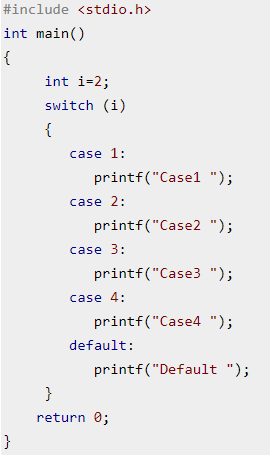 #include <stdio.h>
int main()
{
     int i=2;
     switch (i)
     {
        case 1:
           printf("Case1 ");
        case 2:
           printf("Case2 ");
        case 3:
           printf("Case3 ");
        case 4:
           printf("Case4 ");
        default:
           printf("Default ");
     }
    return 0;
}